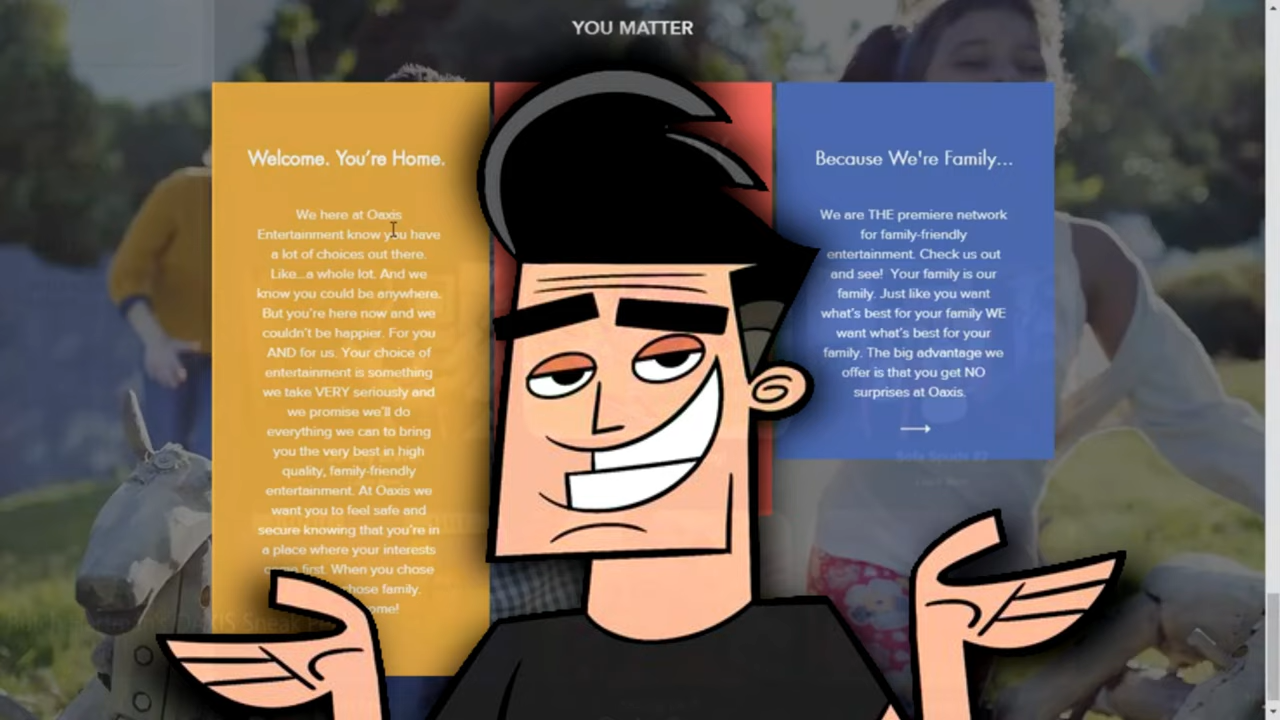 YOU MATTER
Welcome. You're Home.
We here at Oaxis
Entertainment know you have
a lot of choices out there.
Like...a whole lot. And we
know you could be anywhere.
But you're here now and we
couldn't be happier. For you
AND for us. Your choice of
entertainment is something
we take VERY seriously and
we promise we'll do
everything we can to bring
you the very best in high
quality, family-friendly
entertainment. At Oaxis we
want you to feel safe and
secure knowing that you're in
a place where your interests
come first. When you chose
chose family.
Because We're Family...
We are THE premiere network
for family-friendly
entertainment. Check us out
and see! Your family is our
family. Just like you want
what's best for your family WE
want what's best for your
family. The big advantage we
offer is that you get NO
surprises at Oaxis.